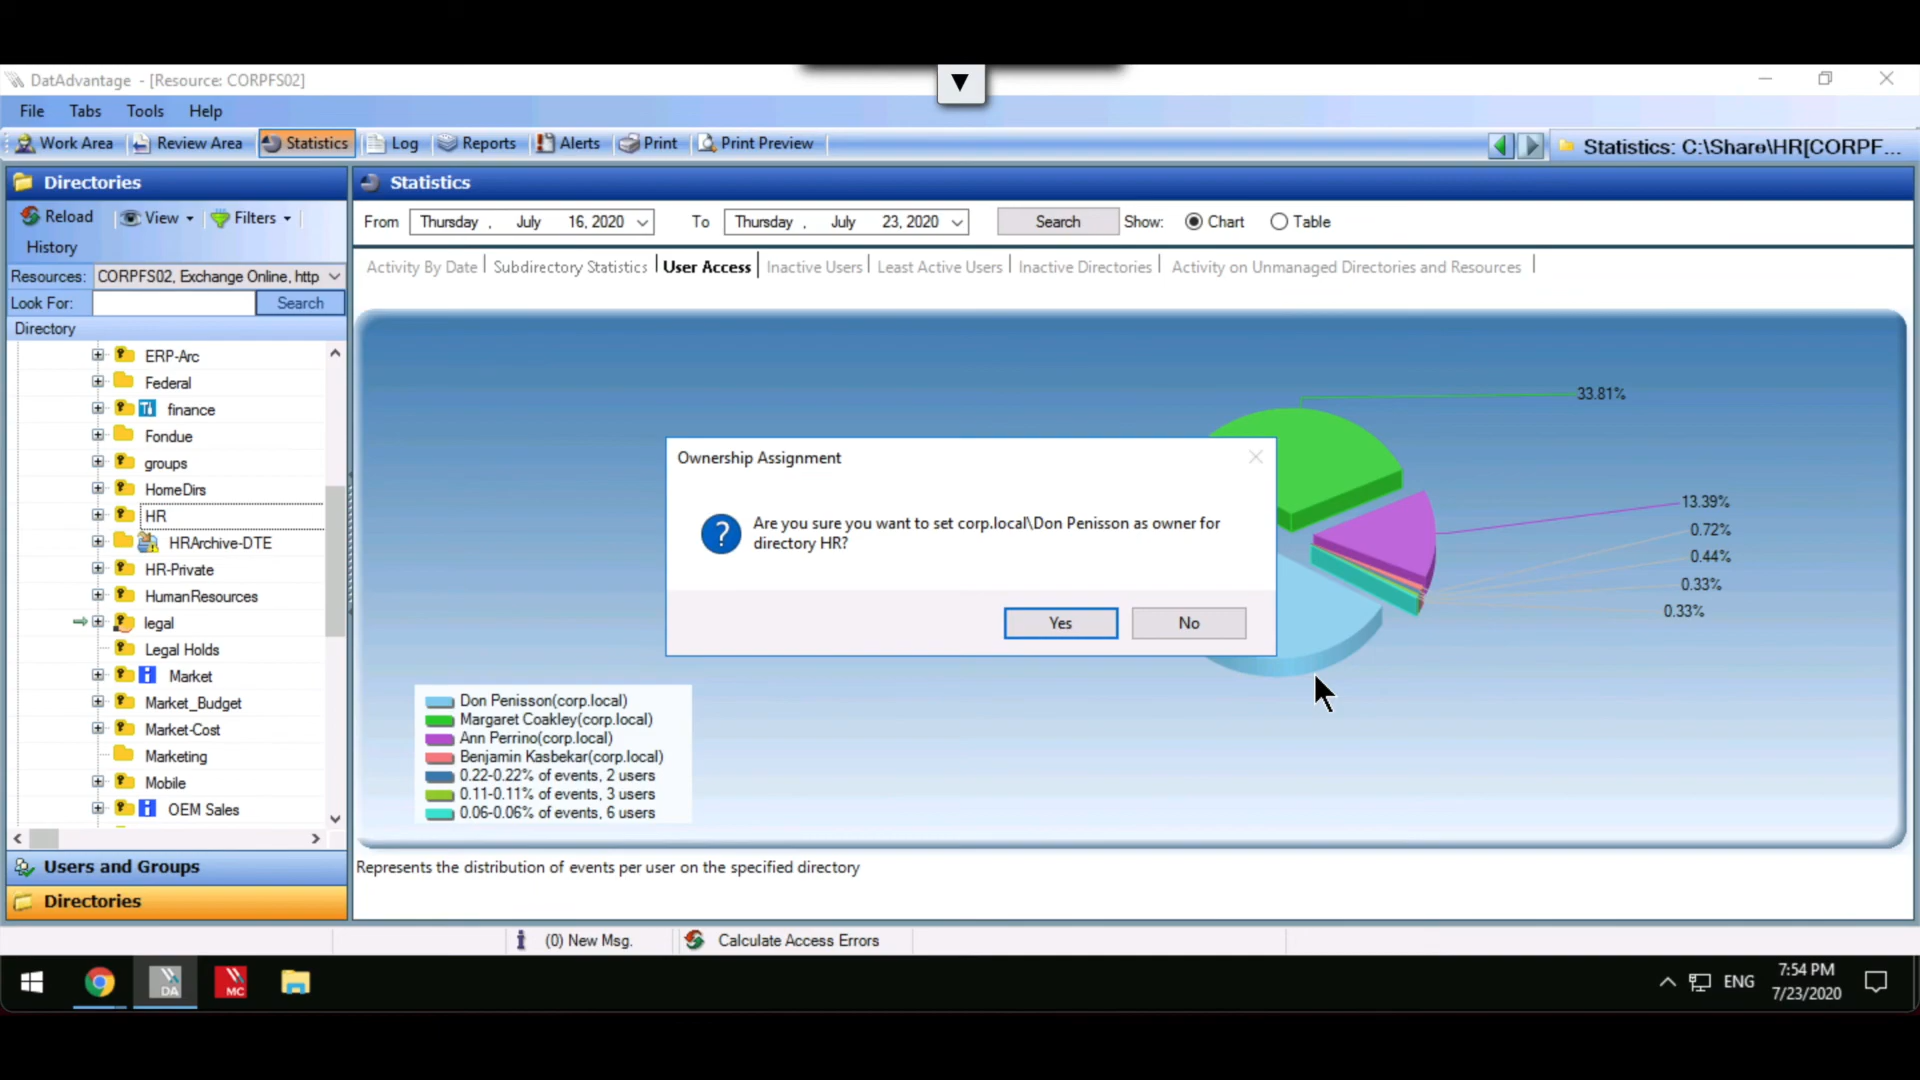 DatAdvantage - [Resource: CORPFS02]
▼
File Tabs Tools Help
Work Area Review Area Statistics Log Reports Alerts Print Print Preview
Statistics: C:\Share\HR[CORPF...
Directories
Statistics
Reload View Filters
History
From Thursday , July 16, 2020 To Thursday , July 23, 2020 Search Show: Chart Table
Resources: CORPFS02, Exchange Online, http
Look For: Search
Activity By Date Subdirectory Statistics User Access Inactive Users Least Active Users Inactive Directories Activity on Unmanaged Directories and Resources
Directory
ERP-Arc
Federal
finance
Fondue
groups
HomeDirs
HR
HRArchive-DTE
HR-Private
HumanResources
legal
Legal Holds
Market
Market_Budget
Market-Cost
Marketing
Mobile
OEM Sales
33.81%
13.39%
0.72%
0.44%
0.33%
0.33%
Ownership Assignment
Are you sure you want to set corp.local\Don Penisson as owner for
directory HR?
Yes No
Don Penisson(corp.local)
Margaret Coakley(corp.local)
Ann Perrino(corp.local)
Benjamin Kasbekar(corp.local)
0.22-0.22% of events, 2 users
0.11-0.11% of events, 3 users
0.06-0.06% of events, 6 users
Represents the distribution of events per user on the specified directory
Users and Groups
Directories
(0) New Msg. Calculate Access Errors
DA MC
ENG
7:54 PM
7/23/2020